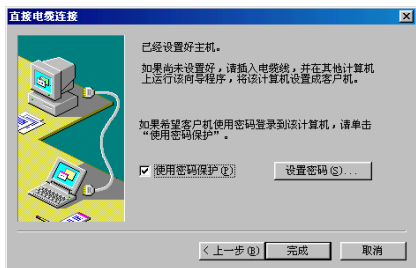 直接电缆连接
已经设置好主机。
如果尚未设置好，请插入电缆线，并在其他计算机
上运行该向导程序，将该计算机设置成客户机。
如果希望客户机使用密码登录到该计算机，请单击
“使用密码保护”。
使用密码保护(P) 设置密码(S)...
<上一步(B) 完成 取消